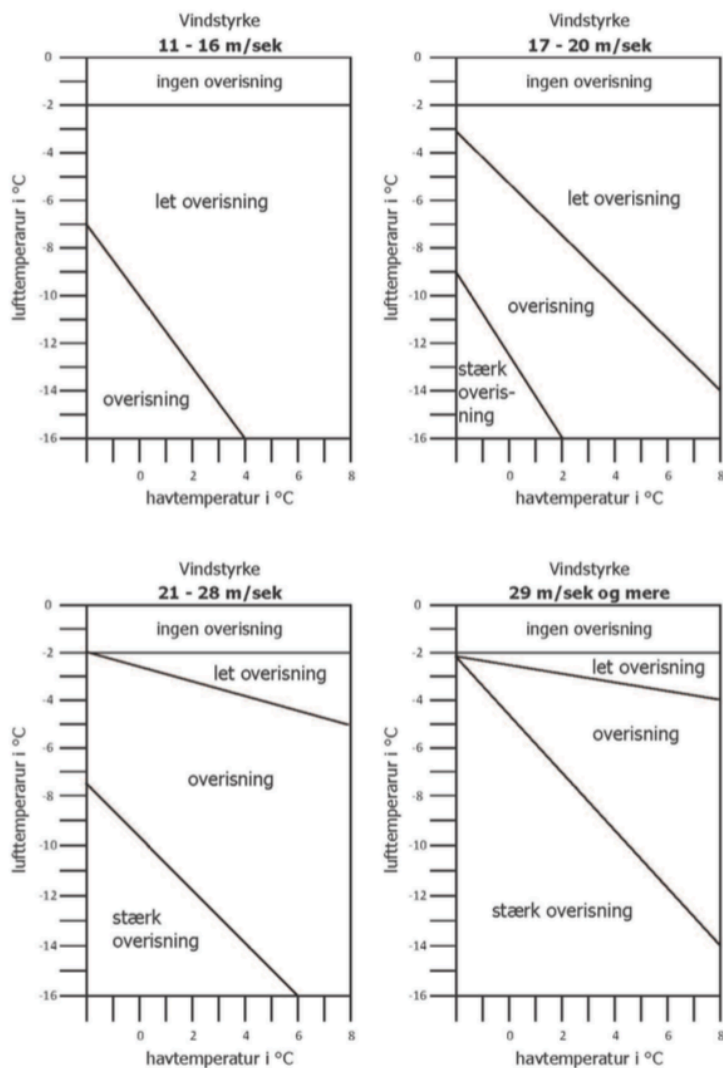 Vindstyrke
11 - 16 m/sek
0
-2
-4
-6
-8
-10
-12
-14
-16
lufttemperarur i °C
ingen overisning
let overisning
overisning
0
2
4
6
8
havtemperatur i °C
Vindstyrke
17 - 20 m/sek
0
-2
-4
-6
-8
-10
-12
-14
-16
lufttemperarur i °C
ingen overisning
let overisning
overisning
stærk
overis-
ning
0
2
4
6
8
havtemperatur i °C
Vindstyrke
21 - 28 m/sek
0
-2
-4
-6
-8
-10
-12
-14
-16
lufttemperarur i °C
ingen overisning
let overisning
overisning
stærk
overisning
0
2
4
6
8
havtemperatur i °C
Vindstyrke
29 m/sek og mere
0
-2
-4
-6
-8
-10
-12
-14
-16
lufttemperarur i °C
ingen overisning
let overisning
overisning
stærk overisning
0
2
4
6
8
havtemperatur i °C